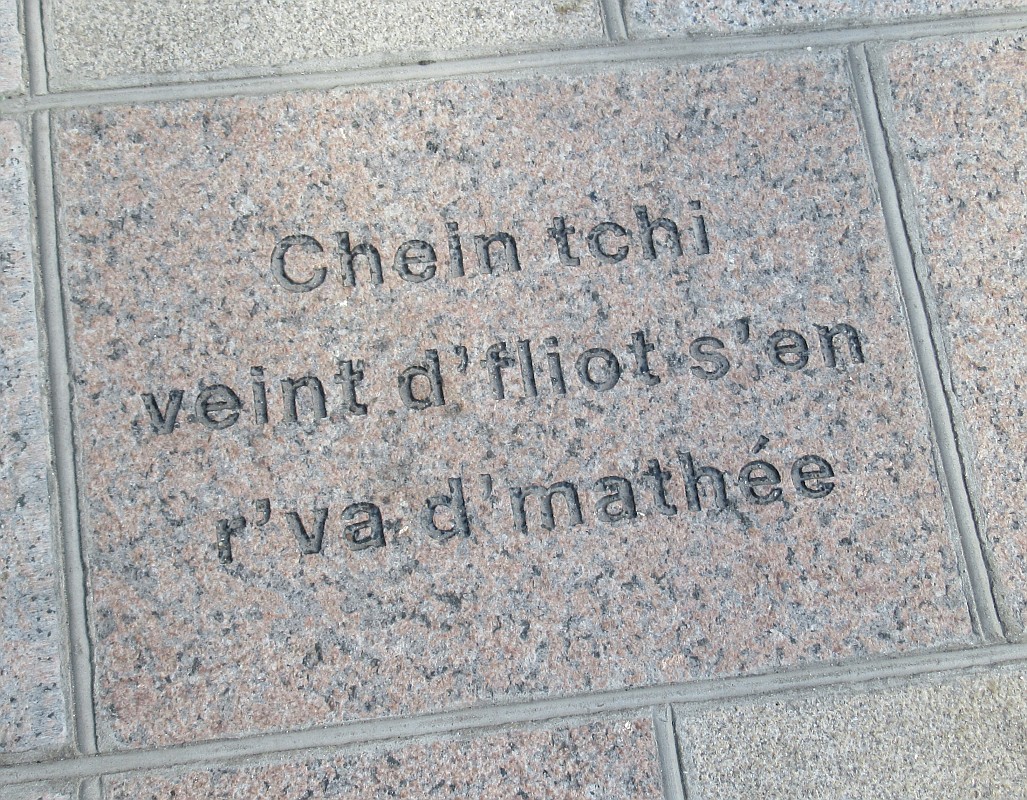 Chein tchi
veint d'fliot s'en
r'va d'mathée